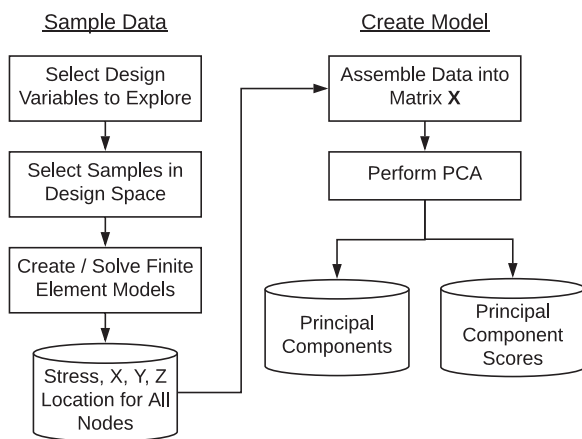 Sample Data
Select Design
Variables to Explore
Select Samples in
Design Space
Create / Solve Finite
Element Models
Stress, X, Y, Z
Location for All
Nodes
Create Model
Assemble Data into
Matrix X
Perform PCA
Principal
Components
Principal
Component
Scores